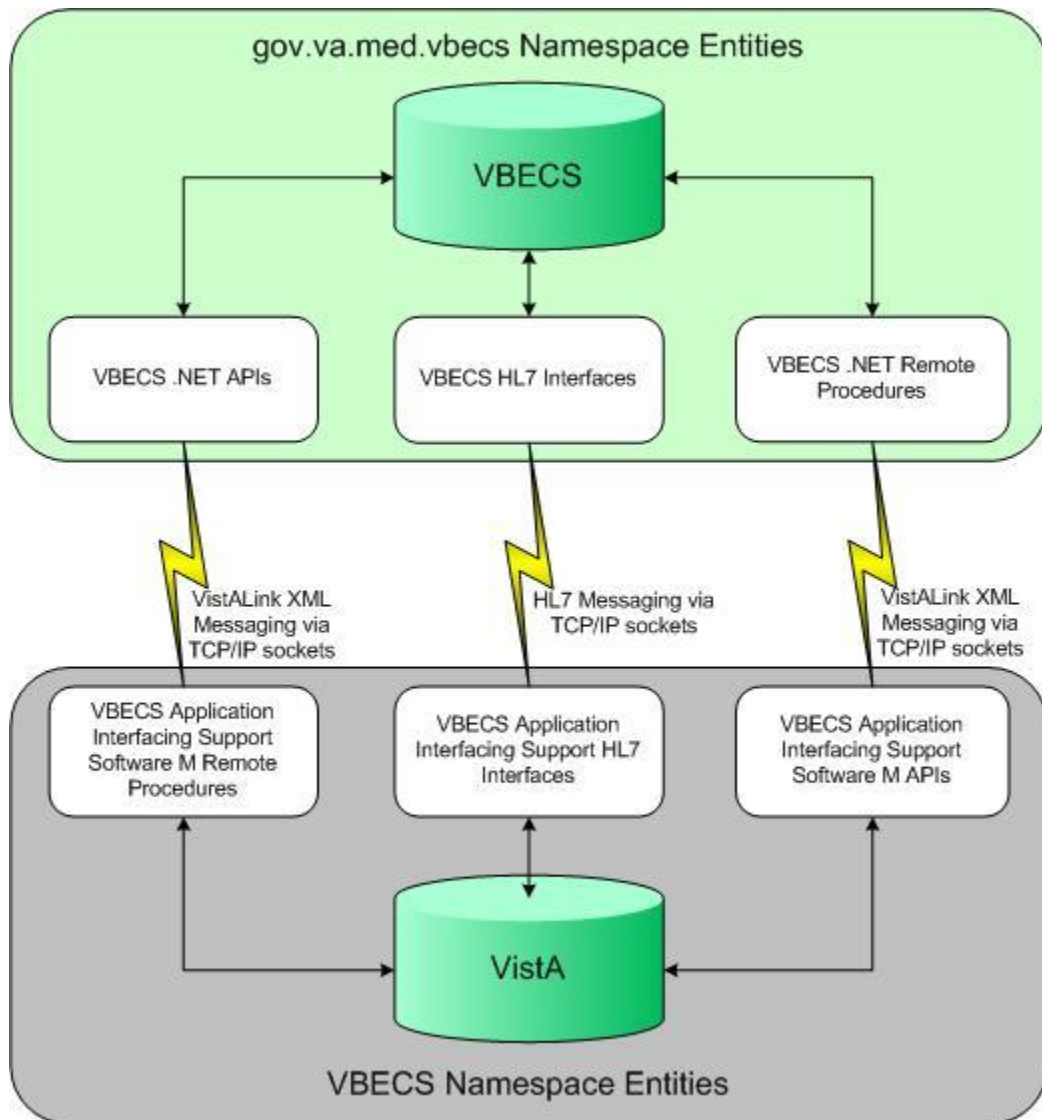 gov.va.med.vbecs Namespace Entities
VBECS
VBECS .NET APIs
VBECS HL7 Interfaces
VBECS .NET Remote
Procedures
VistALink XML
Messaging via
TCP/IP sockets
HL7 Messaging via
TCP/IP sockets
VistALink XML
Messaging via
TCP/IP sockets
VBECS Application
Interfacing Support
Software M Remote
Procedures
VBECS Application
Interfacing Support HL7
Interfaces
VBECS Application
Interfacing Support
Software M APIs
VistA
VBECS Namespace Entities